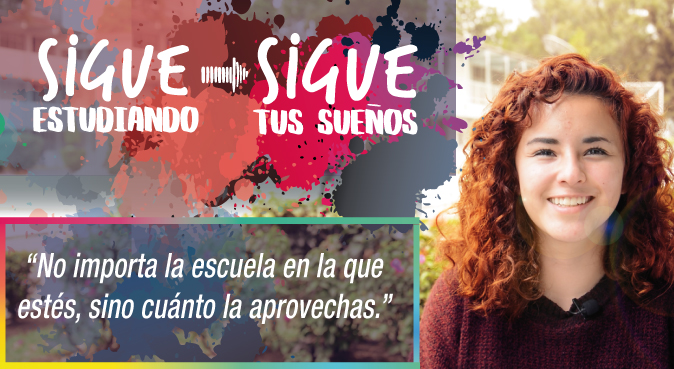 SIGUE SIGUE
ESTUDIANDO TUS SUEÑOS
“No importa la escuela en la que
estés, sino cuánto la aprovechas.”